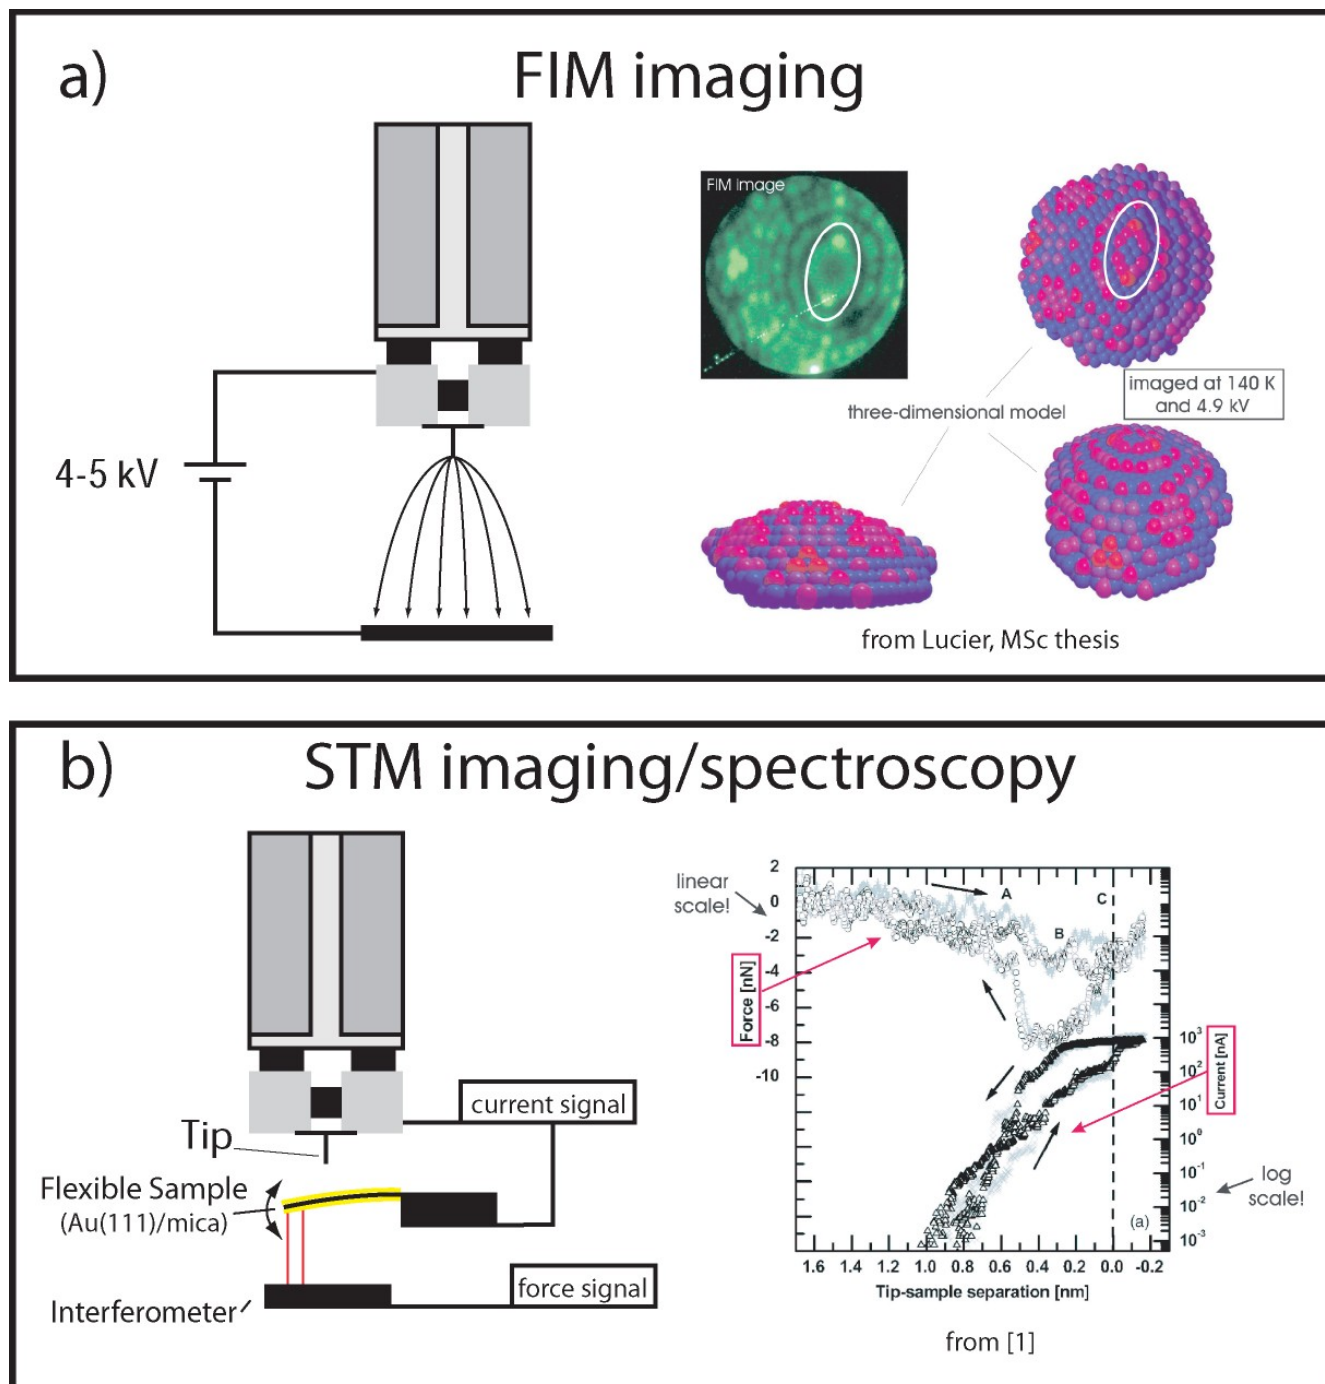 a)
FIM imaging
FIM image
4-5 kV
three-dimensional model
imaged at 140 K
and 4.9 kV
from Lucier, MSc thesis
b)
STM imaging/spectroscopy
current signal
Tip
Flexible Sample
(Au(111)/mica)
Interferometer
force signal
linear
scale!
Force [nN]
2
0
-2
-4
-6
-8
-10
A
B
C
10³
10²
10¹
10⁰
10⁻¹
10⁻²
10⁻³
Current [nA]
log
scale!
(a)
1.6 1.4 1.2 1.0 0.8 0.6 0.4 0.2 0.0 -0.2
Tip-sample separation [nm]
from [1]